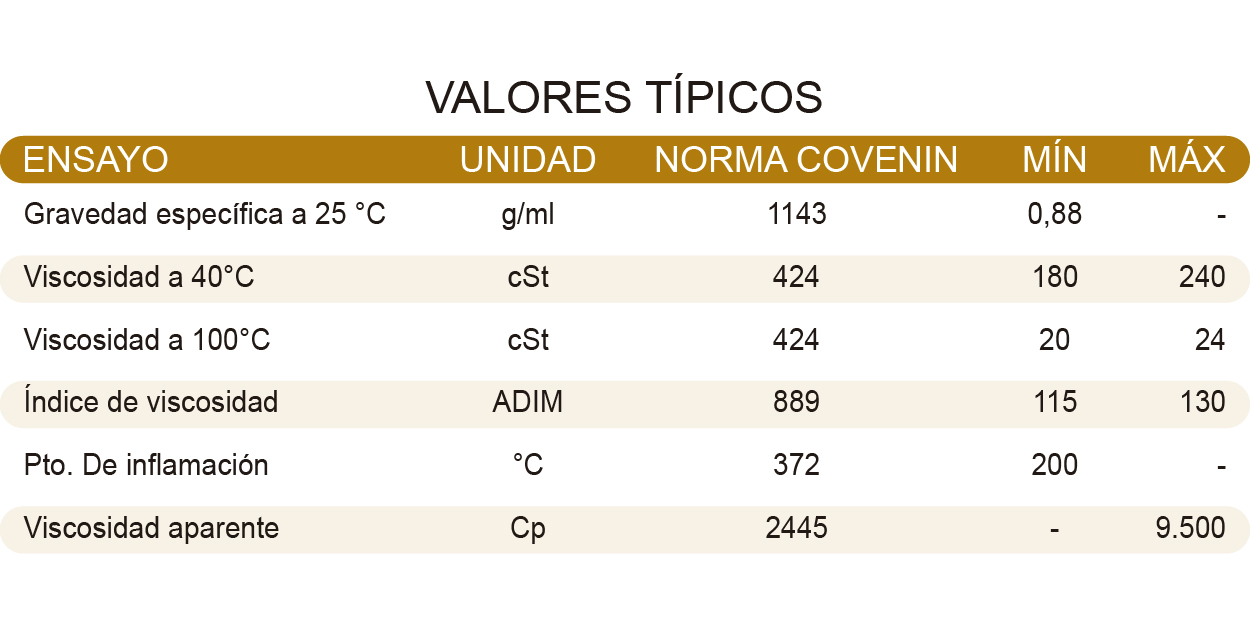 VALORES TÍPICOS
ENSAYO UNIDAD NORMA COVENIN MÍN MÁX
Gravedad específica a 25 °C g/ml 1143 0,88 -
Viscosidad a 40°C cSt 424 180 240
Viscosidad a 100°C cSt 424 20 24
Índice de viscosidad ADIM 889 115 130
Pto. De inflamación °C 372 200 -
Viscosidad aparente Cp 2445 - 9.500